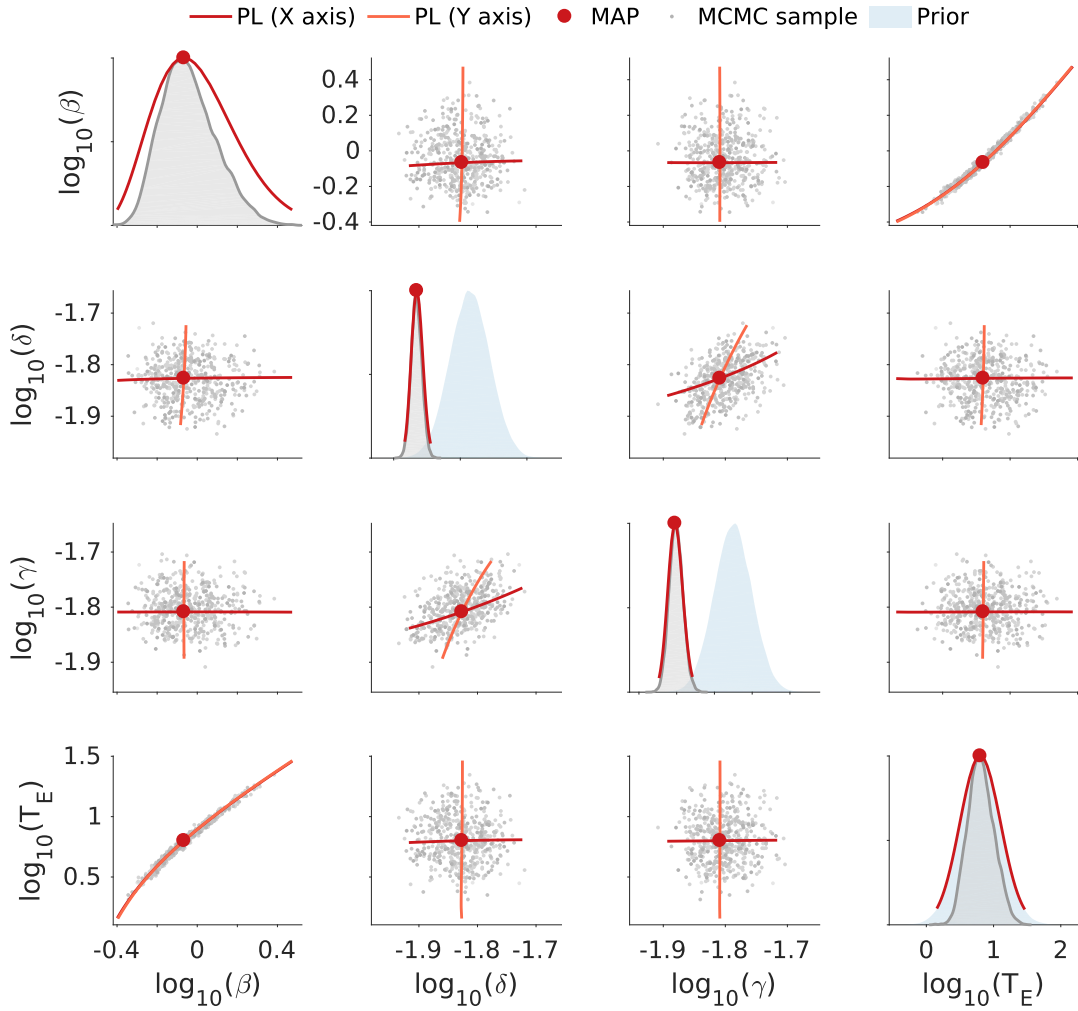 PL (X axis) PL (Y axis) MAP MCMC sample Prior
log10(β)
0.4
0.2
0
-0.2
-0.4
log10(δ)
-1.7
-1.8
-1.9
log10(γ)
-1.7
-1.8
-1.9
log10(T_E)
1.5
1
0.5
-0.4 0 0.4 -1.9 -1.8 -1.7 -1.9 -1.8 -1.7 0 1 2
log10(β) log10(δ) log10(γ) log10(T_E)